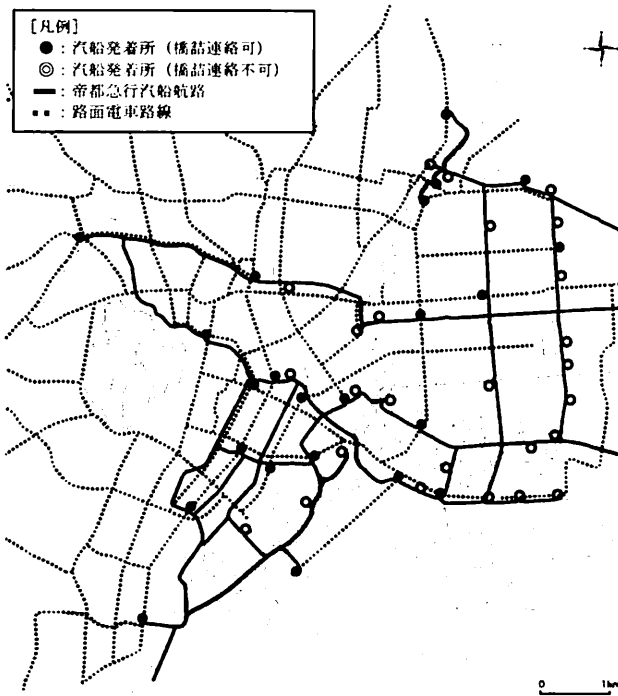 [凡例]
●：汽船発着所（橋詰連絡可）
◎：汽船発着所（橋詰連絡不可）
━：帝都急行汽船航路
▪▪：路面電車路線
0 1km